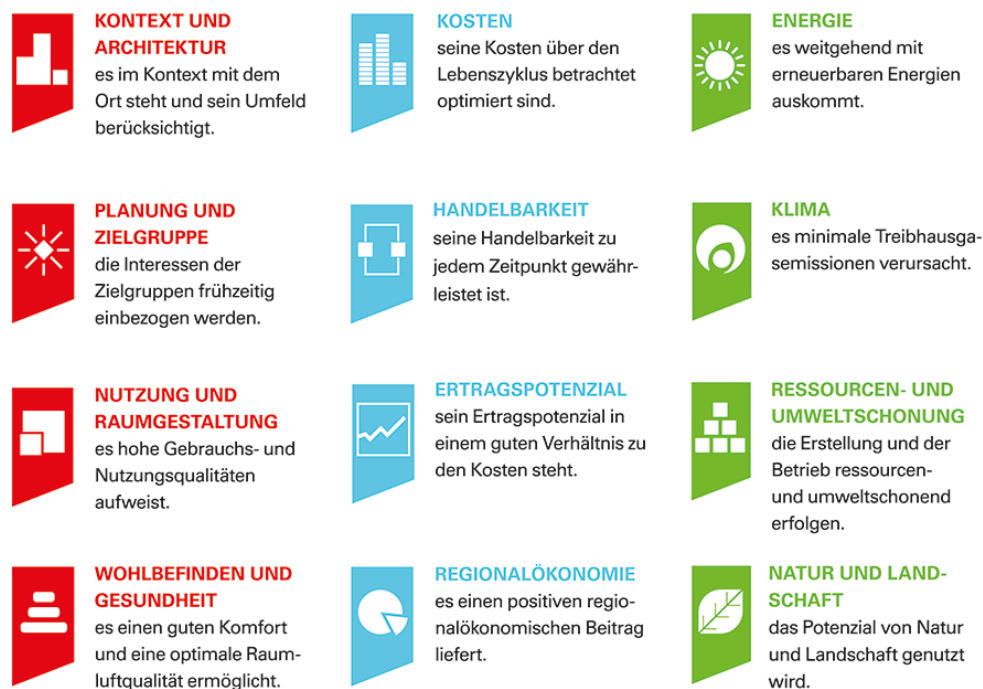 KONTEXT UND
ARCHITEKTUR
es im Kontext mit dem
Ort steht und sein Umfeld
berücksichtigt.
PLANUNG UND
ZIELGRUPPE
die Interessen der
Zielgruppen frühzeitig
einbezogen werden.
NUTZUNG UND
RAUMGESTALTUNG
es hohe Gebrauchs- und
Nutzungsqualitäten
aufweist.
WOHLBEFINDEN UND
GESUNDHEIT
es einen guten Komfort
und eine optimale Raum-
luftqualität ermöglicht.
KOSTEN
seine Kosten über den
Lebenszyklus betrachtet
optimiert sind.
HANDELBARKEIT
seine Handelbarkeit zu
jedem Zeitpunkt gewähr-
leistet ist.
ERTRAGSPOTENZIAL
sein Ertragspotenzial in
einem guten Verhältnis zu
den Kosten steht.
REGIONALÖKONOMIE
es einen positiven regio-
nalökonomischen Beitrag
liefert.
ENERGIE
es weitgehend mit
erneuerbaren Energien
auskommt.
KLIMA
es minimale Treibhausga-
semissionen verursacht.
RESSOURCEN- UND
UMWELTSCHONUNG
die Erstellung und der
Betrieb ressourcen-
und umweltschonend
erfolgen.
NATUR UND LAND-
SCHAFT
das Potenzial von Natur
und Landschaft genutzt
wird.